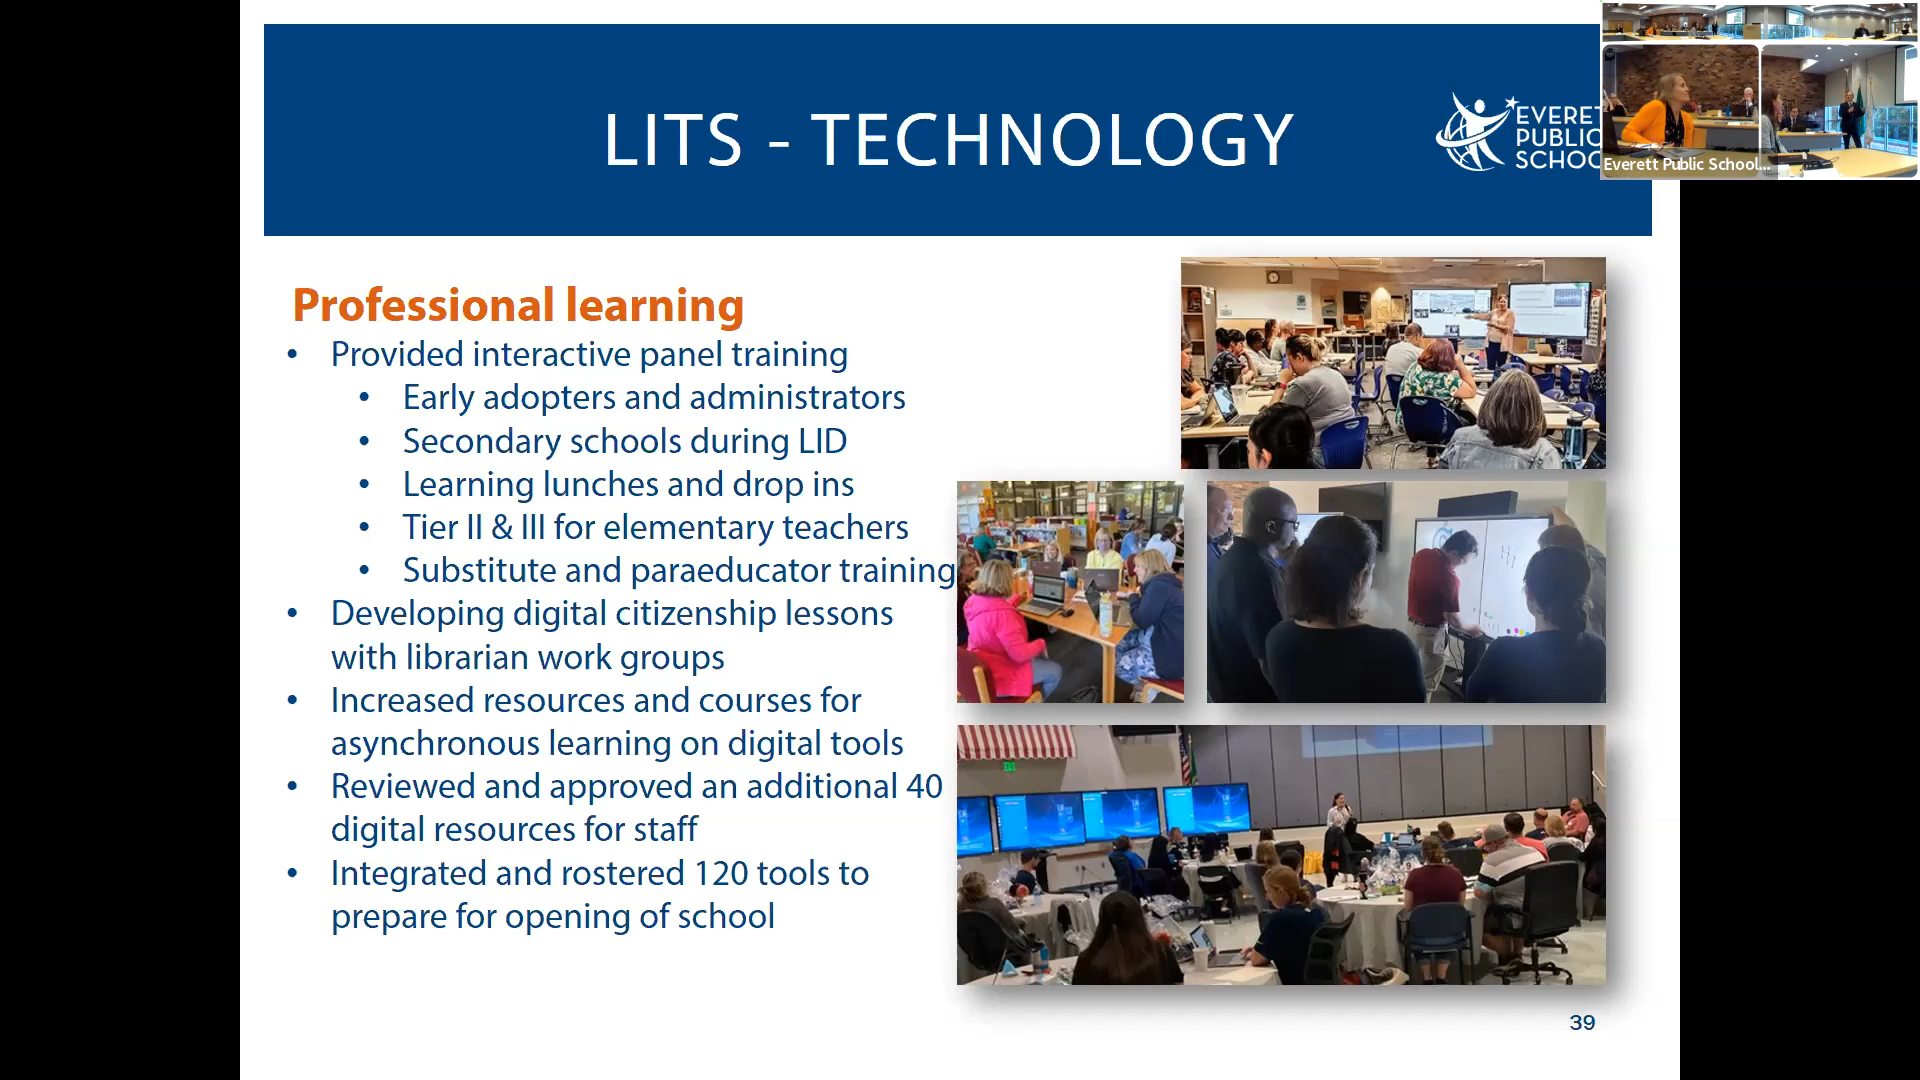 LITS - TECHNOLOGY
EVERET
PUBLIC
SCHOO
Everett Public School...
Professional learning
• Provided interactive panel training
• Early adopters and administrators
• Secondary schools during LID
• Learning lunches and drop ins
• Tier II & III for elementary teachers
• Substitute and paraeducator training
• Developing digital citizenship lessons
with librarian work groups
• Increased resources and courses for
asynchronous learning on digital tools
• Reviewed and approved an additional 40
digital resources for staff
• Integrated and rostered 120 tools to
prepare for opening of school
39